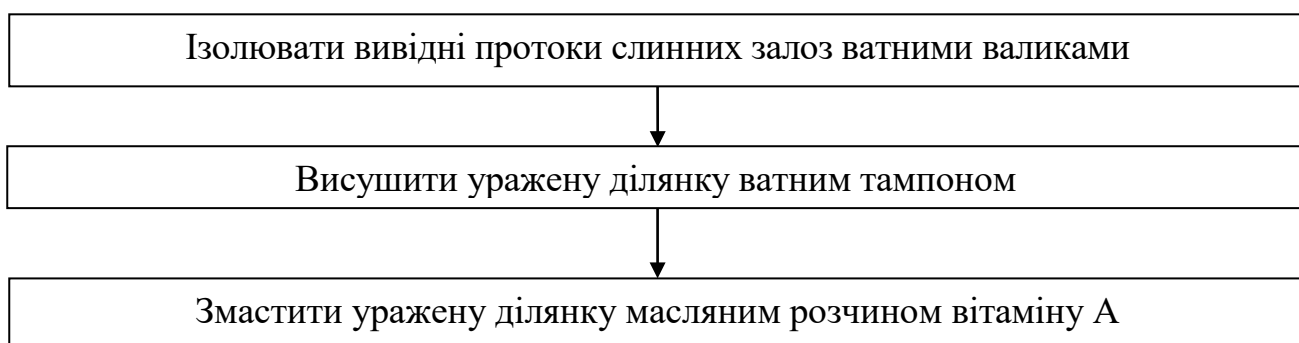 Ізолювати вивідні протоки слинних залоз ватними валиками
Висушити уражену ділянку ватним тампоном
Змастити уражену ділянку масляним розчином вітаміну А